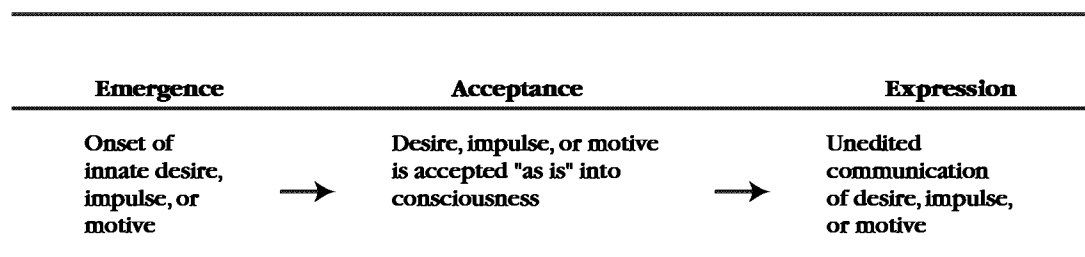 Emergence
Acceptance
Expression
Onset of
innate desire,
impulse, or
motive
Desire, impulse, or motive
is accepted "as is" into
consciousness
Unedited
communication
of desire, impulse,
or motive